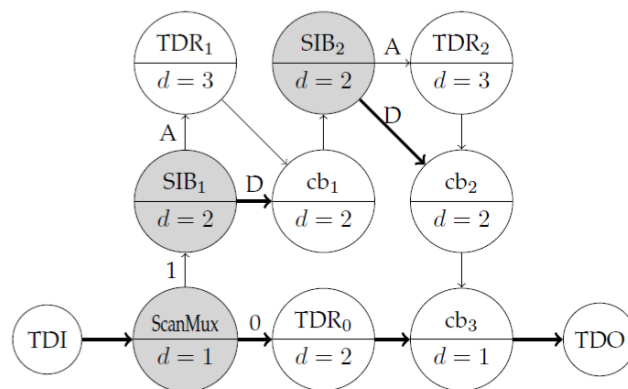 TDR₁
d = 3
SIB₂
d = 2
A
TDR₂
d = 3
A
D
SIB₁
d = 2
D
cb₁
d = 2
cb₂
d = 2
1
TDI
ScanMux
d = 1
0
TDR₀
d = 2
cb₃
d = 1
TDO